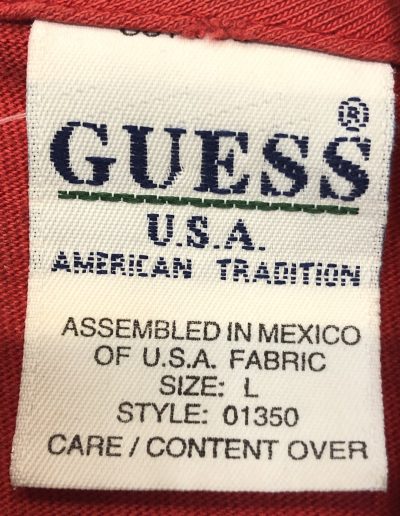 GUESS®
U.S.A.
AMERICAN TRADITION
ASSEMBLED IN MEXICO
OF U.S.A. FABRIC
SIZE: L
STYLE: 01350
CARE / CONTENT OVER